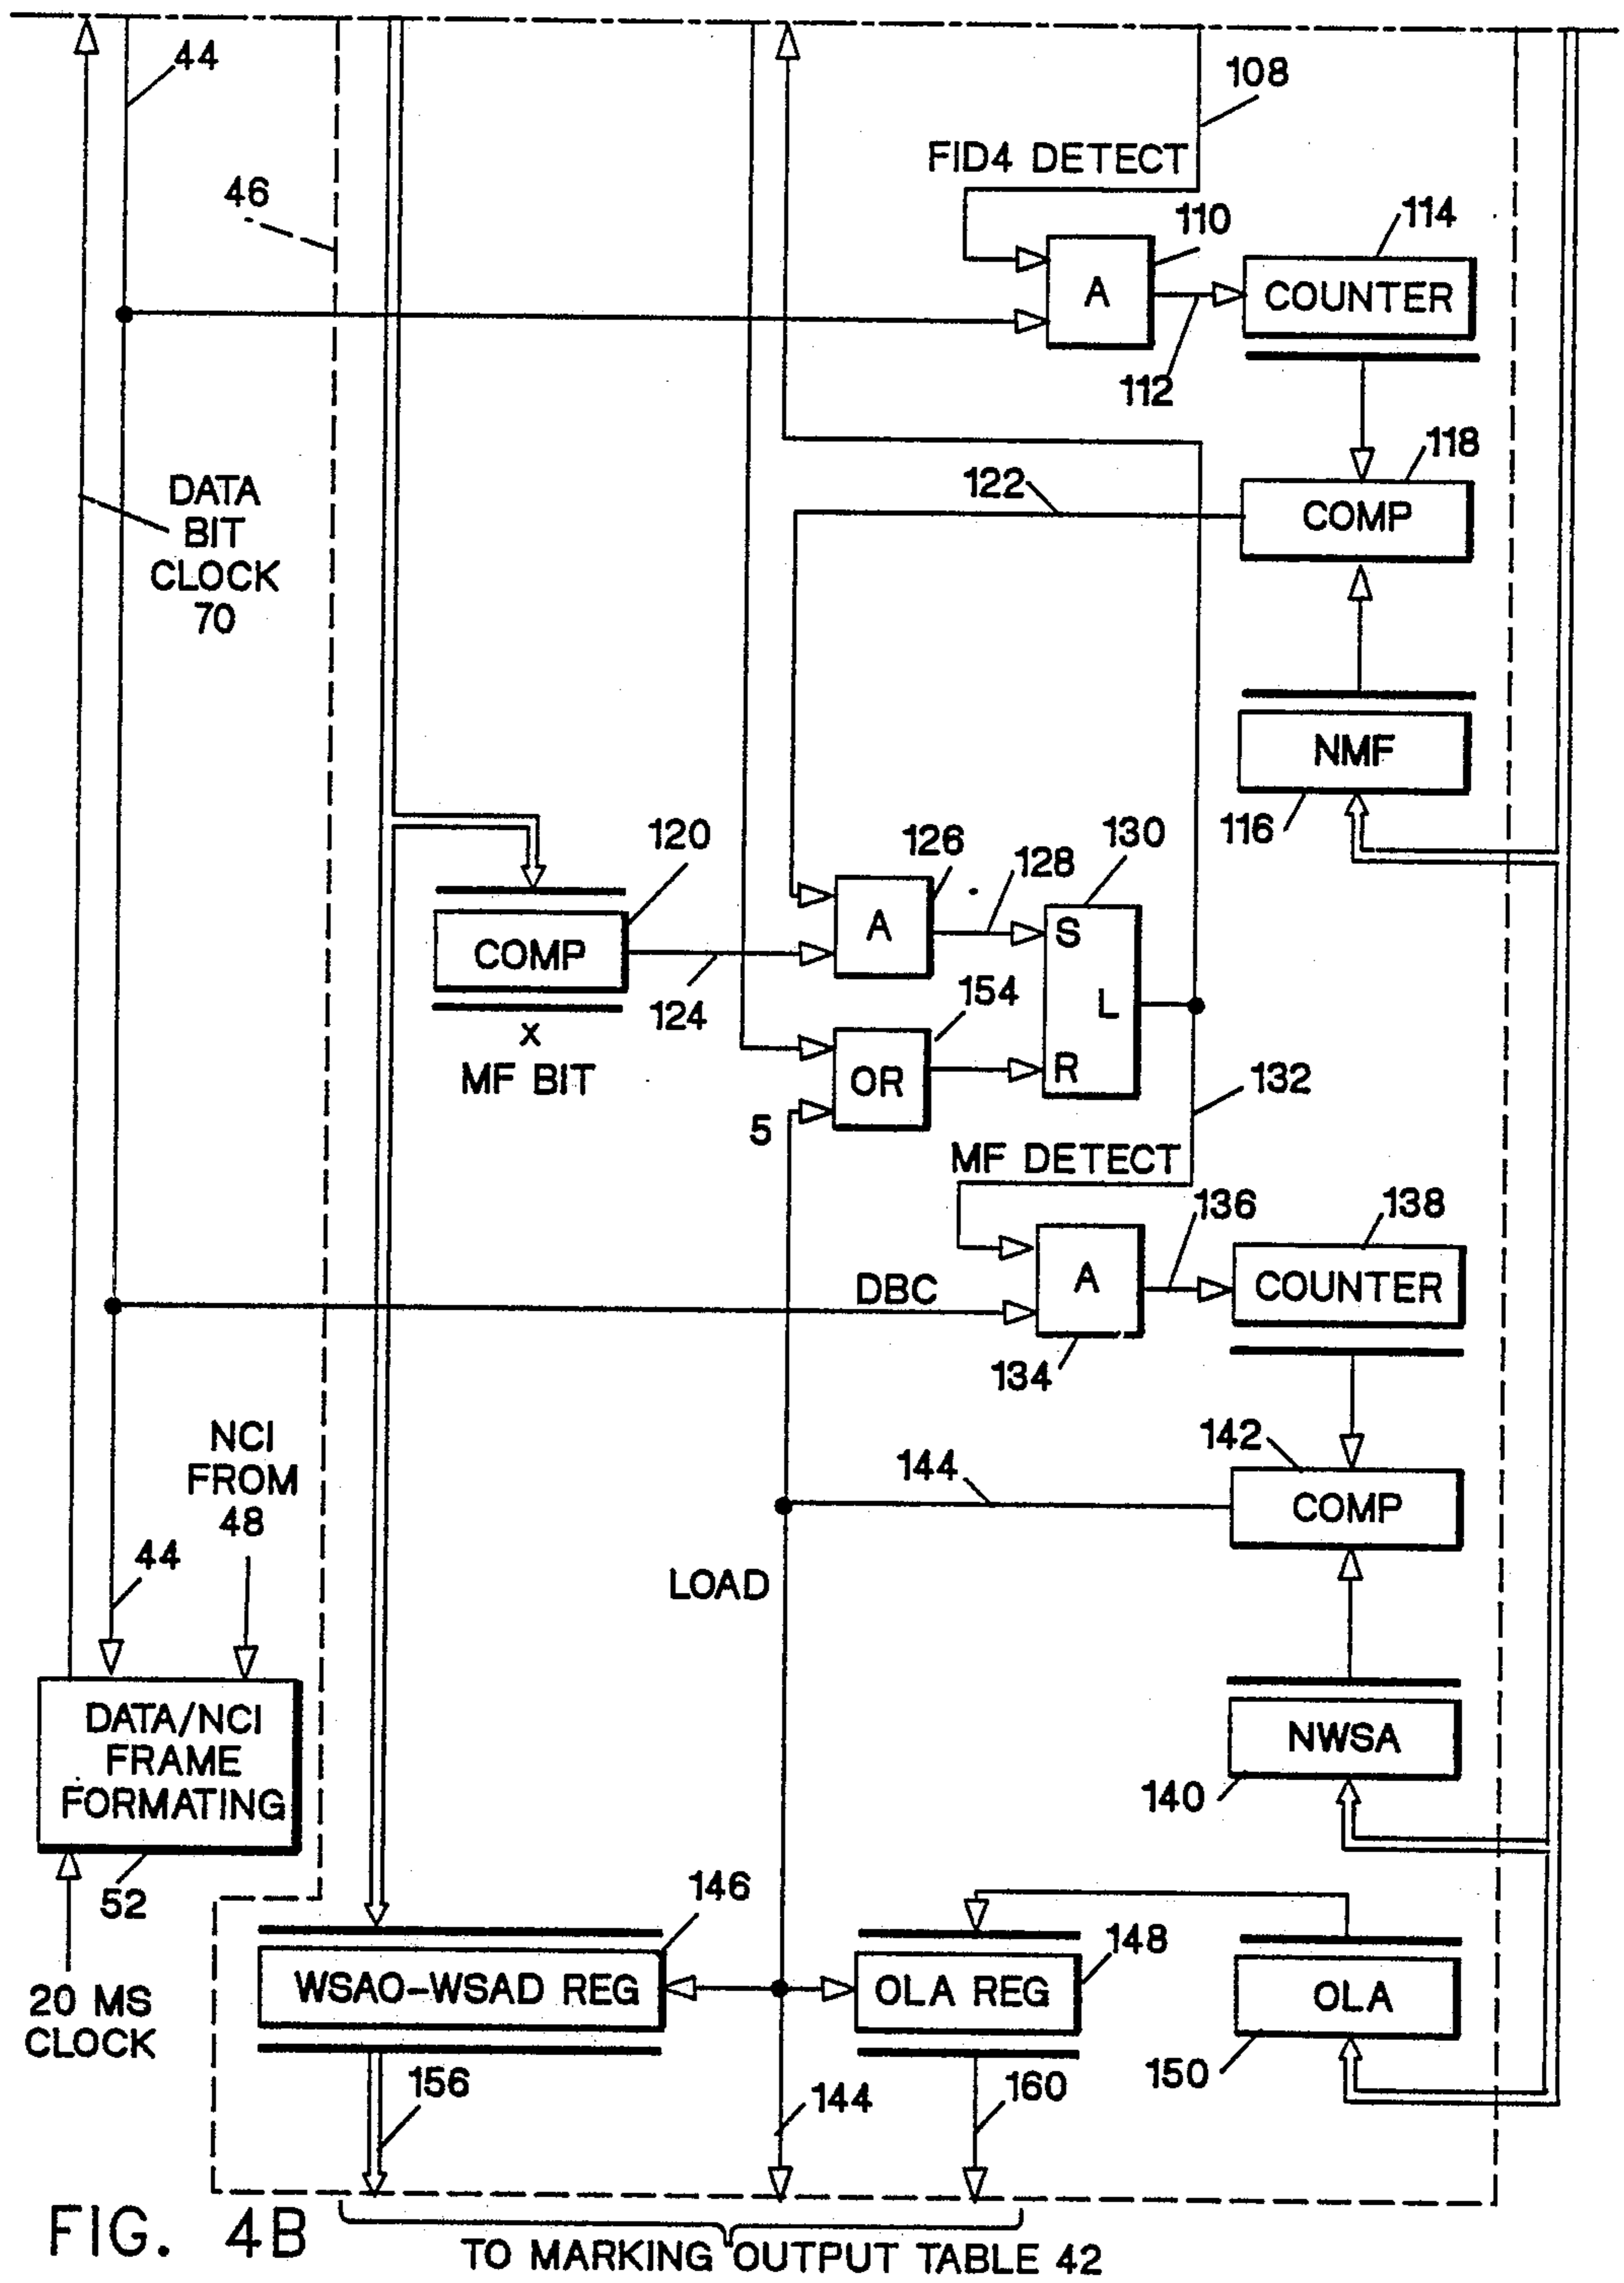 44
108
FID4 DETECT
46
110
114
A
COUNTER
112
118
122
COMP
DATA
BIT
CLOCK
70
NMF
116
120
126
128
130
COMP
A
S
124
154
L
X
MF BIT
OR
R
132
5
MF DETECT
136
138
A
COUNTER
DBC
134
NCI
FROM
48
142
144
COMP
44
LOAD
DATA/NCI
FRAME
FORMATING
NWSA
140
52
146
148
WSAO-WSAD REG
OLA REG
OLA
20 MS
CLOCK
156
144
160
150
FIG. 4B
TO MARKING OUTPUT TABLE 42